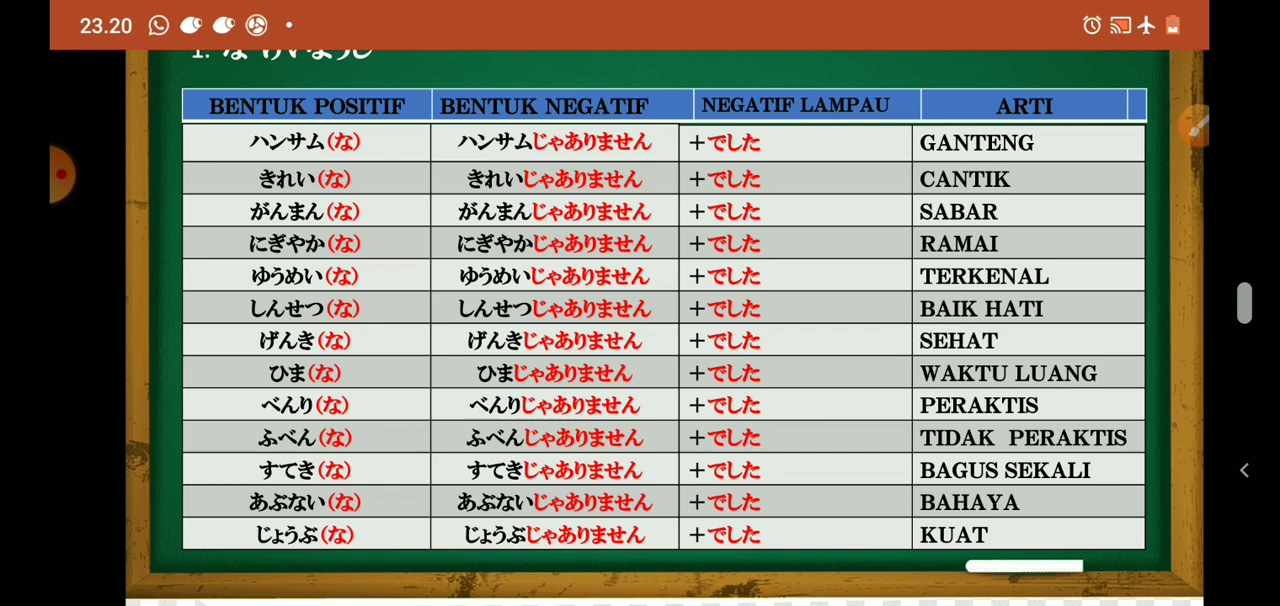 23.20
1. な けいようし
BENTUK POSITIF BENTUK NEGATIF NEGATIF LAMPAU ARTI
ハンサム(な) ハンサムじゃありません +でした GANTENG
きれい(な) きれいじゃありません +でした CANTIK
がんまん(な) がんまんじゃありません +でした SABAR
にぎやか(な) にぎやかじゃありません +でした RAMAI
ゆうめい(な) ゆうめいじゃありません +でした TERKENAL
しんせつ(な) しんせつじゃありません +でした BAIK HATI
げんき(な) げんきじゃありません +でした SEHAT
ひま(な) ひまじゃありません +でした WAKTU LUANG
べんり(な) べんりじゃありません +でした PERAKTIS
ふべん(な) ふべんじゃありません +でした TIDAK PERAKTIS
すてき(な) すてきじゃありません +でした BAGUS SEKALI
あぶない(な) あぶないじゃありません +でした BAHAYA
じょうぶ(な) じょうぶじゃありません +でした KUAT